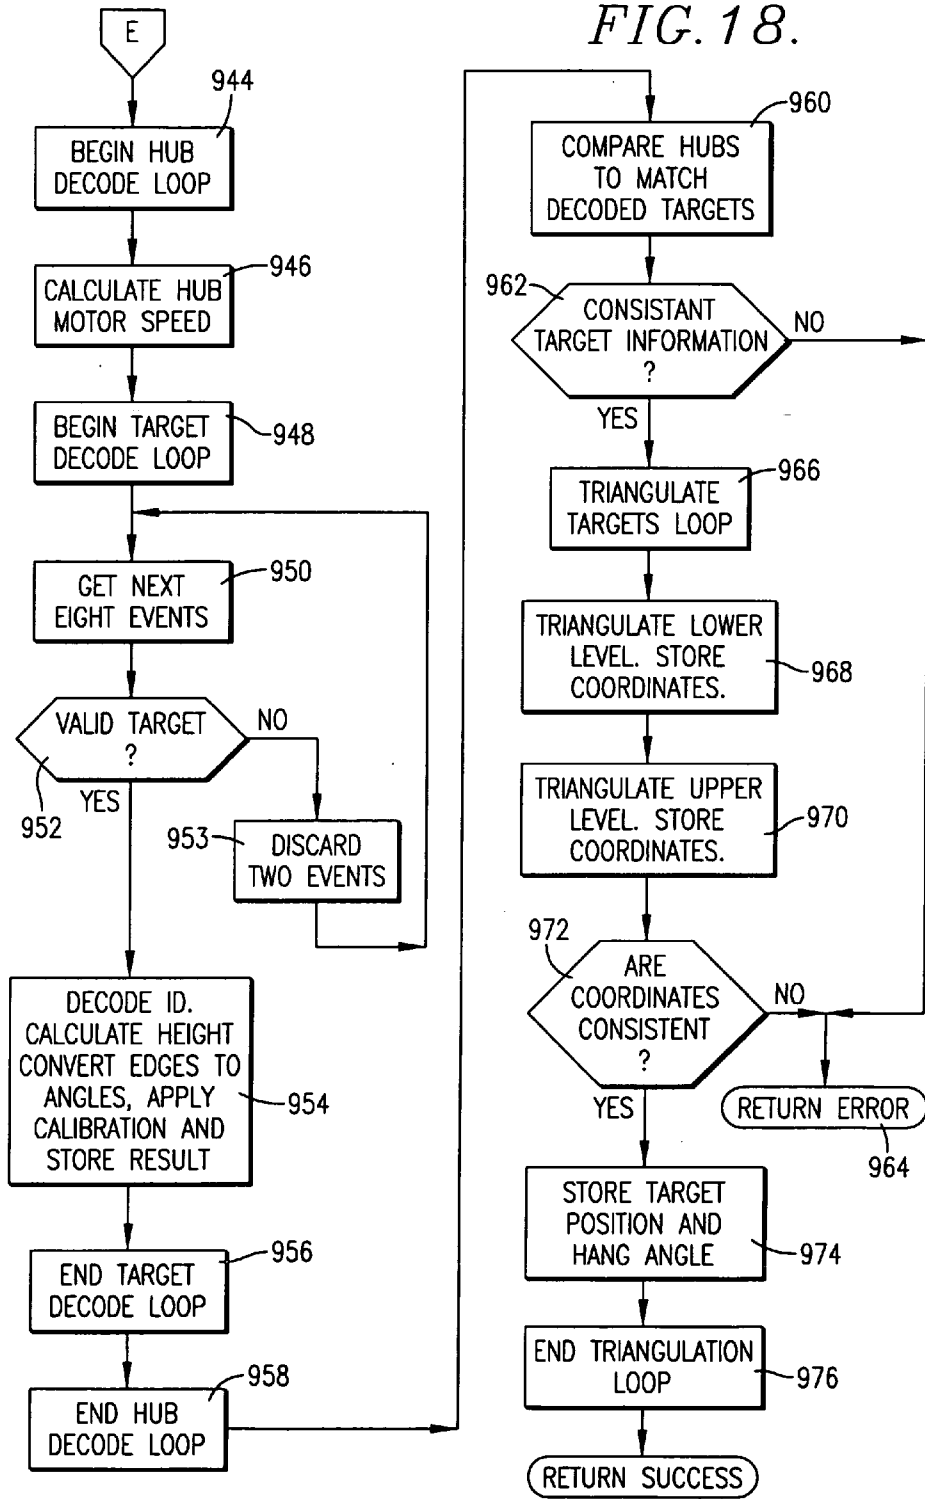 FIG. 18.
E
944
BEGIN HUB
DECODE LOOP
946
CALCULATE HUB
MOTOR SPEED
BEGIN TARGET
DECODE LOOP
948
GET NEXT
EIGHT EVENTS
950
VALID TARGET
?
NO
952
YES
953
DISCARD
TWO EVENTS
DECODE ID.
CALCULATE HEIGHT
CONVERT EDGES TO
ANGLES, APPLY
CALIBRATION AND
STORE RESULT
954
END TARGET
DECODE LOOP
956
END HUB
DECODE LOOP
958
960
COMPARE HUBS
TO MATCH
DECODED TARGETS
962
CONSISTANT
TARGET INFORMATION
?
NO
YES
966
TRIANGULATE
TARGETS LOOP
TRIANGULATE LOWER
LEVEL. STORE
COORDINATES.
968
TRIANGULATE UPPER
LEVEL. STORE
COORDINATES.
970
972
ARE
COORDINATES
CONSISTENT
?
NO
YES
RETURN ERROR
964
STORE TARGET
POSITION AND
HANG ANGLE
974
END TRIANGULATION
LOOP
976
RETURN SUCCESS